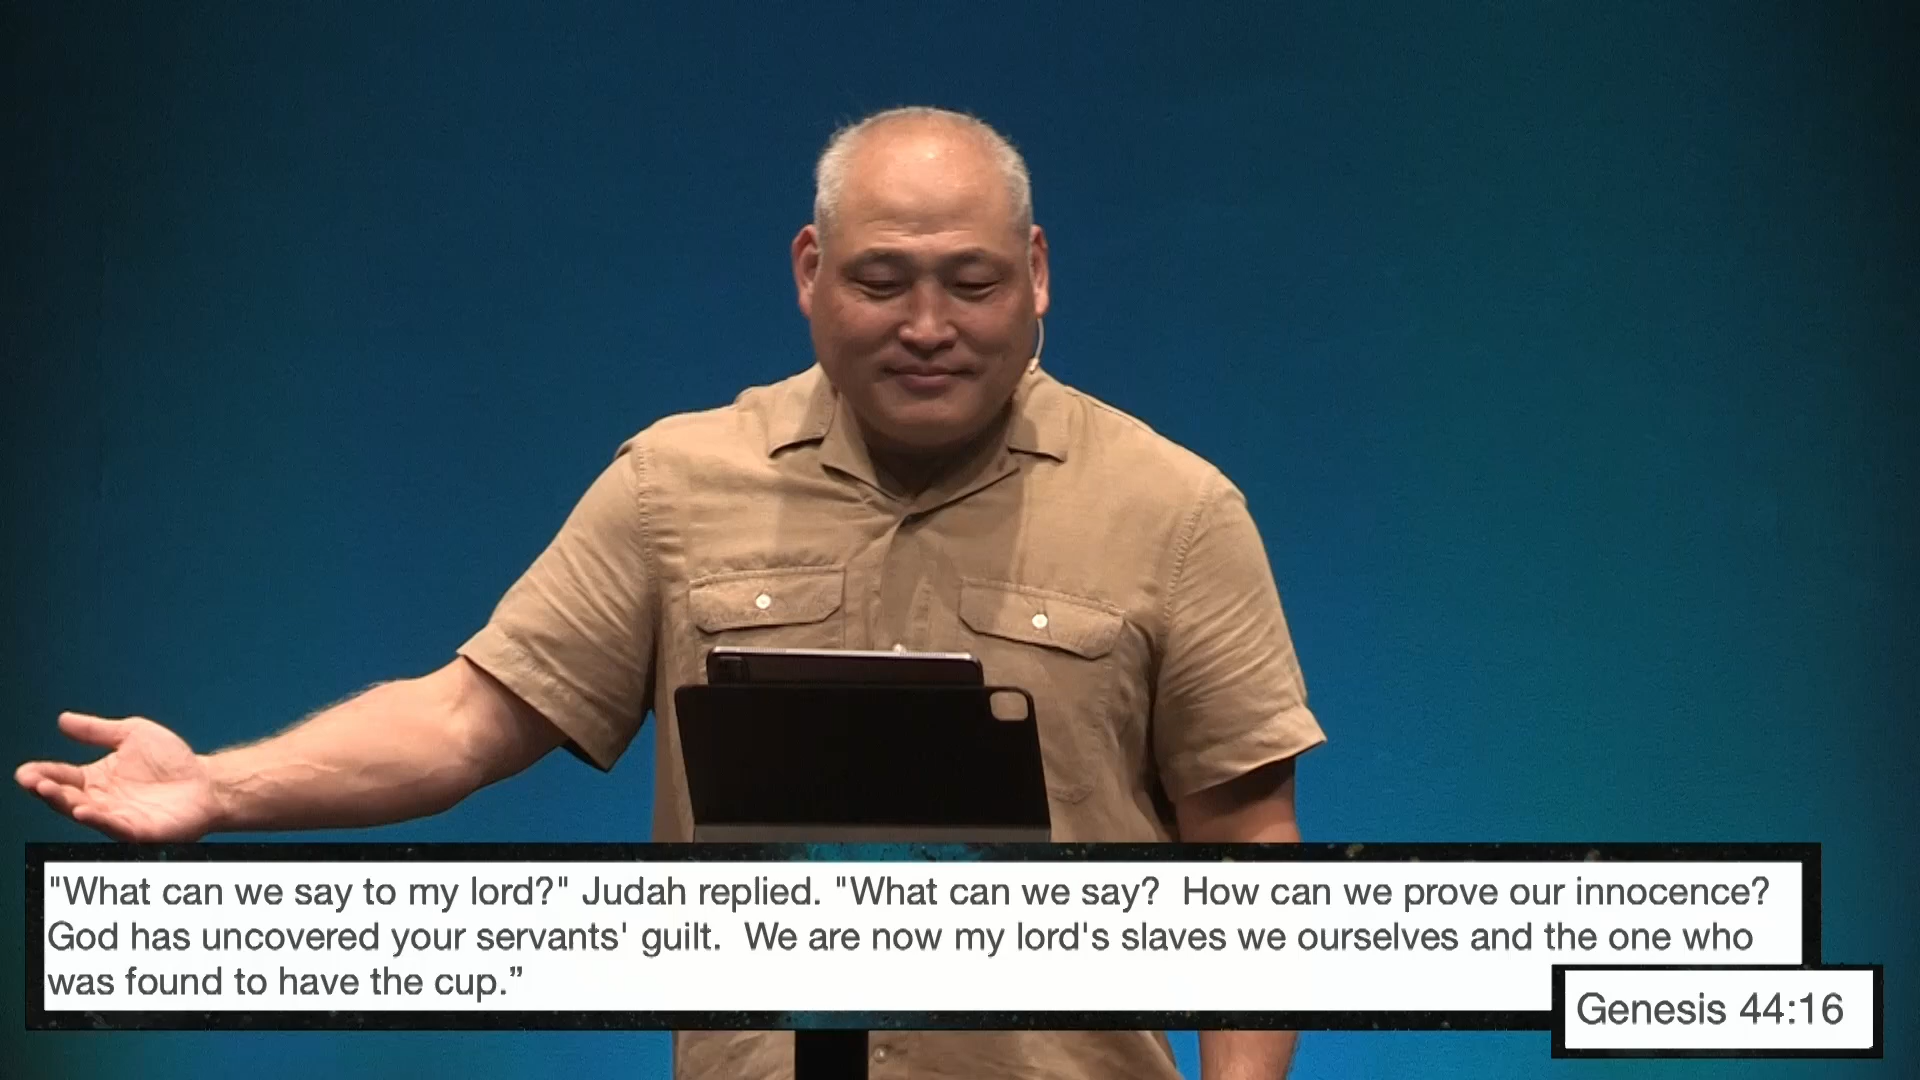 "What can we say to my lord?" Judah replied. "What can we say?  How can we prove our innocence?
God has uncovered your servants' guilt.  We are now my lord's slaves we ourselves and the one who
was found to have the cup.”
Genesis 44:16